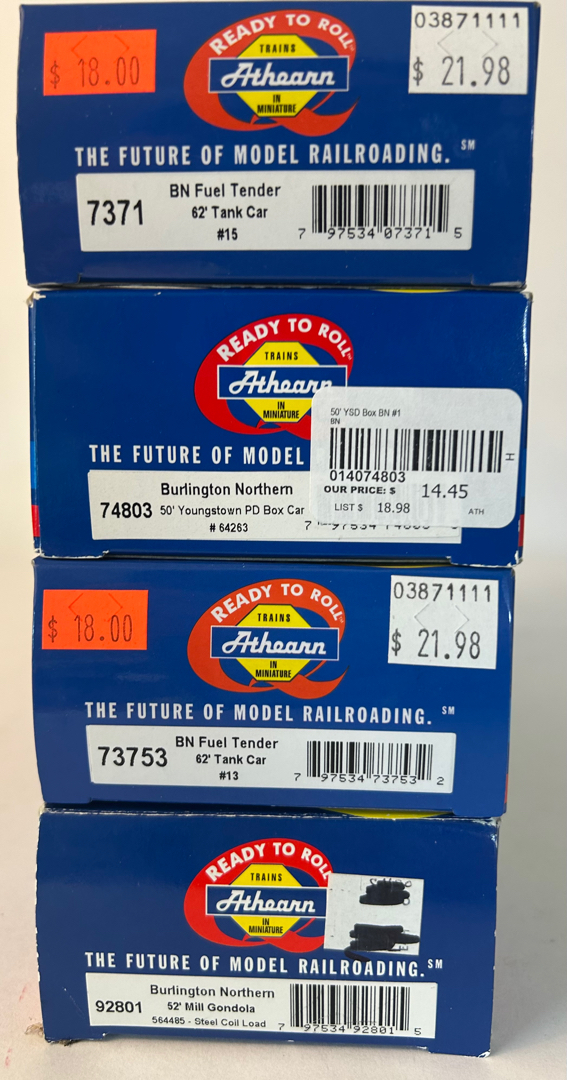 $ 18.00
READY TO ROLL
TRAINS
Athearn
IN
MINIATURE
03871111
$ 21.98
THE FUTURE OF MODEL RAILROADING. SM
7371
BN Fuel Tender
62' Tank Car
#15
7 97534 07371 5
READY TO ROLL
TRAINS
Athearn
IN
MINIATURE
THE FUTURE OF MODEL
50' YSD Box BN #1
BN
H
014074803
OUR PRICE: $ 14.45
LIST $ 18.98 ATH
74803
Burlington Northern
50' Youngstown PD Box Car
# 64263
$ 18.00
READY TO ROLL
TRAINS
Athearn
IN
MINIATURE
03871111
$ 21.98
THE FUTURE OF MODEL RAILROADING. SM
73753
BN Fuel Tender
62' Tank Car
#13
7 97534 73753 2
READY TO ROLL
TRAINS
Athearn
IN
MINIATURE
THE FUTURE OF MODEL RAILROADING. SM
92801
Burlington Northern
52' Mill Gondola
564485 - Steel Coil Load
7 97534 92801 5